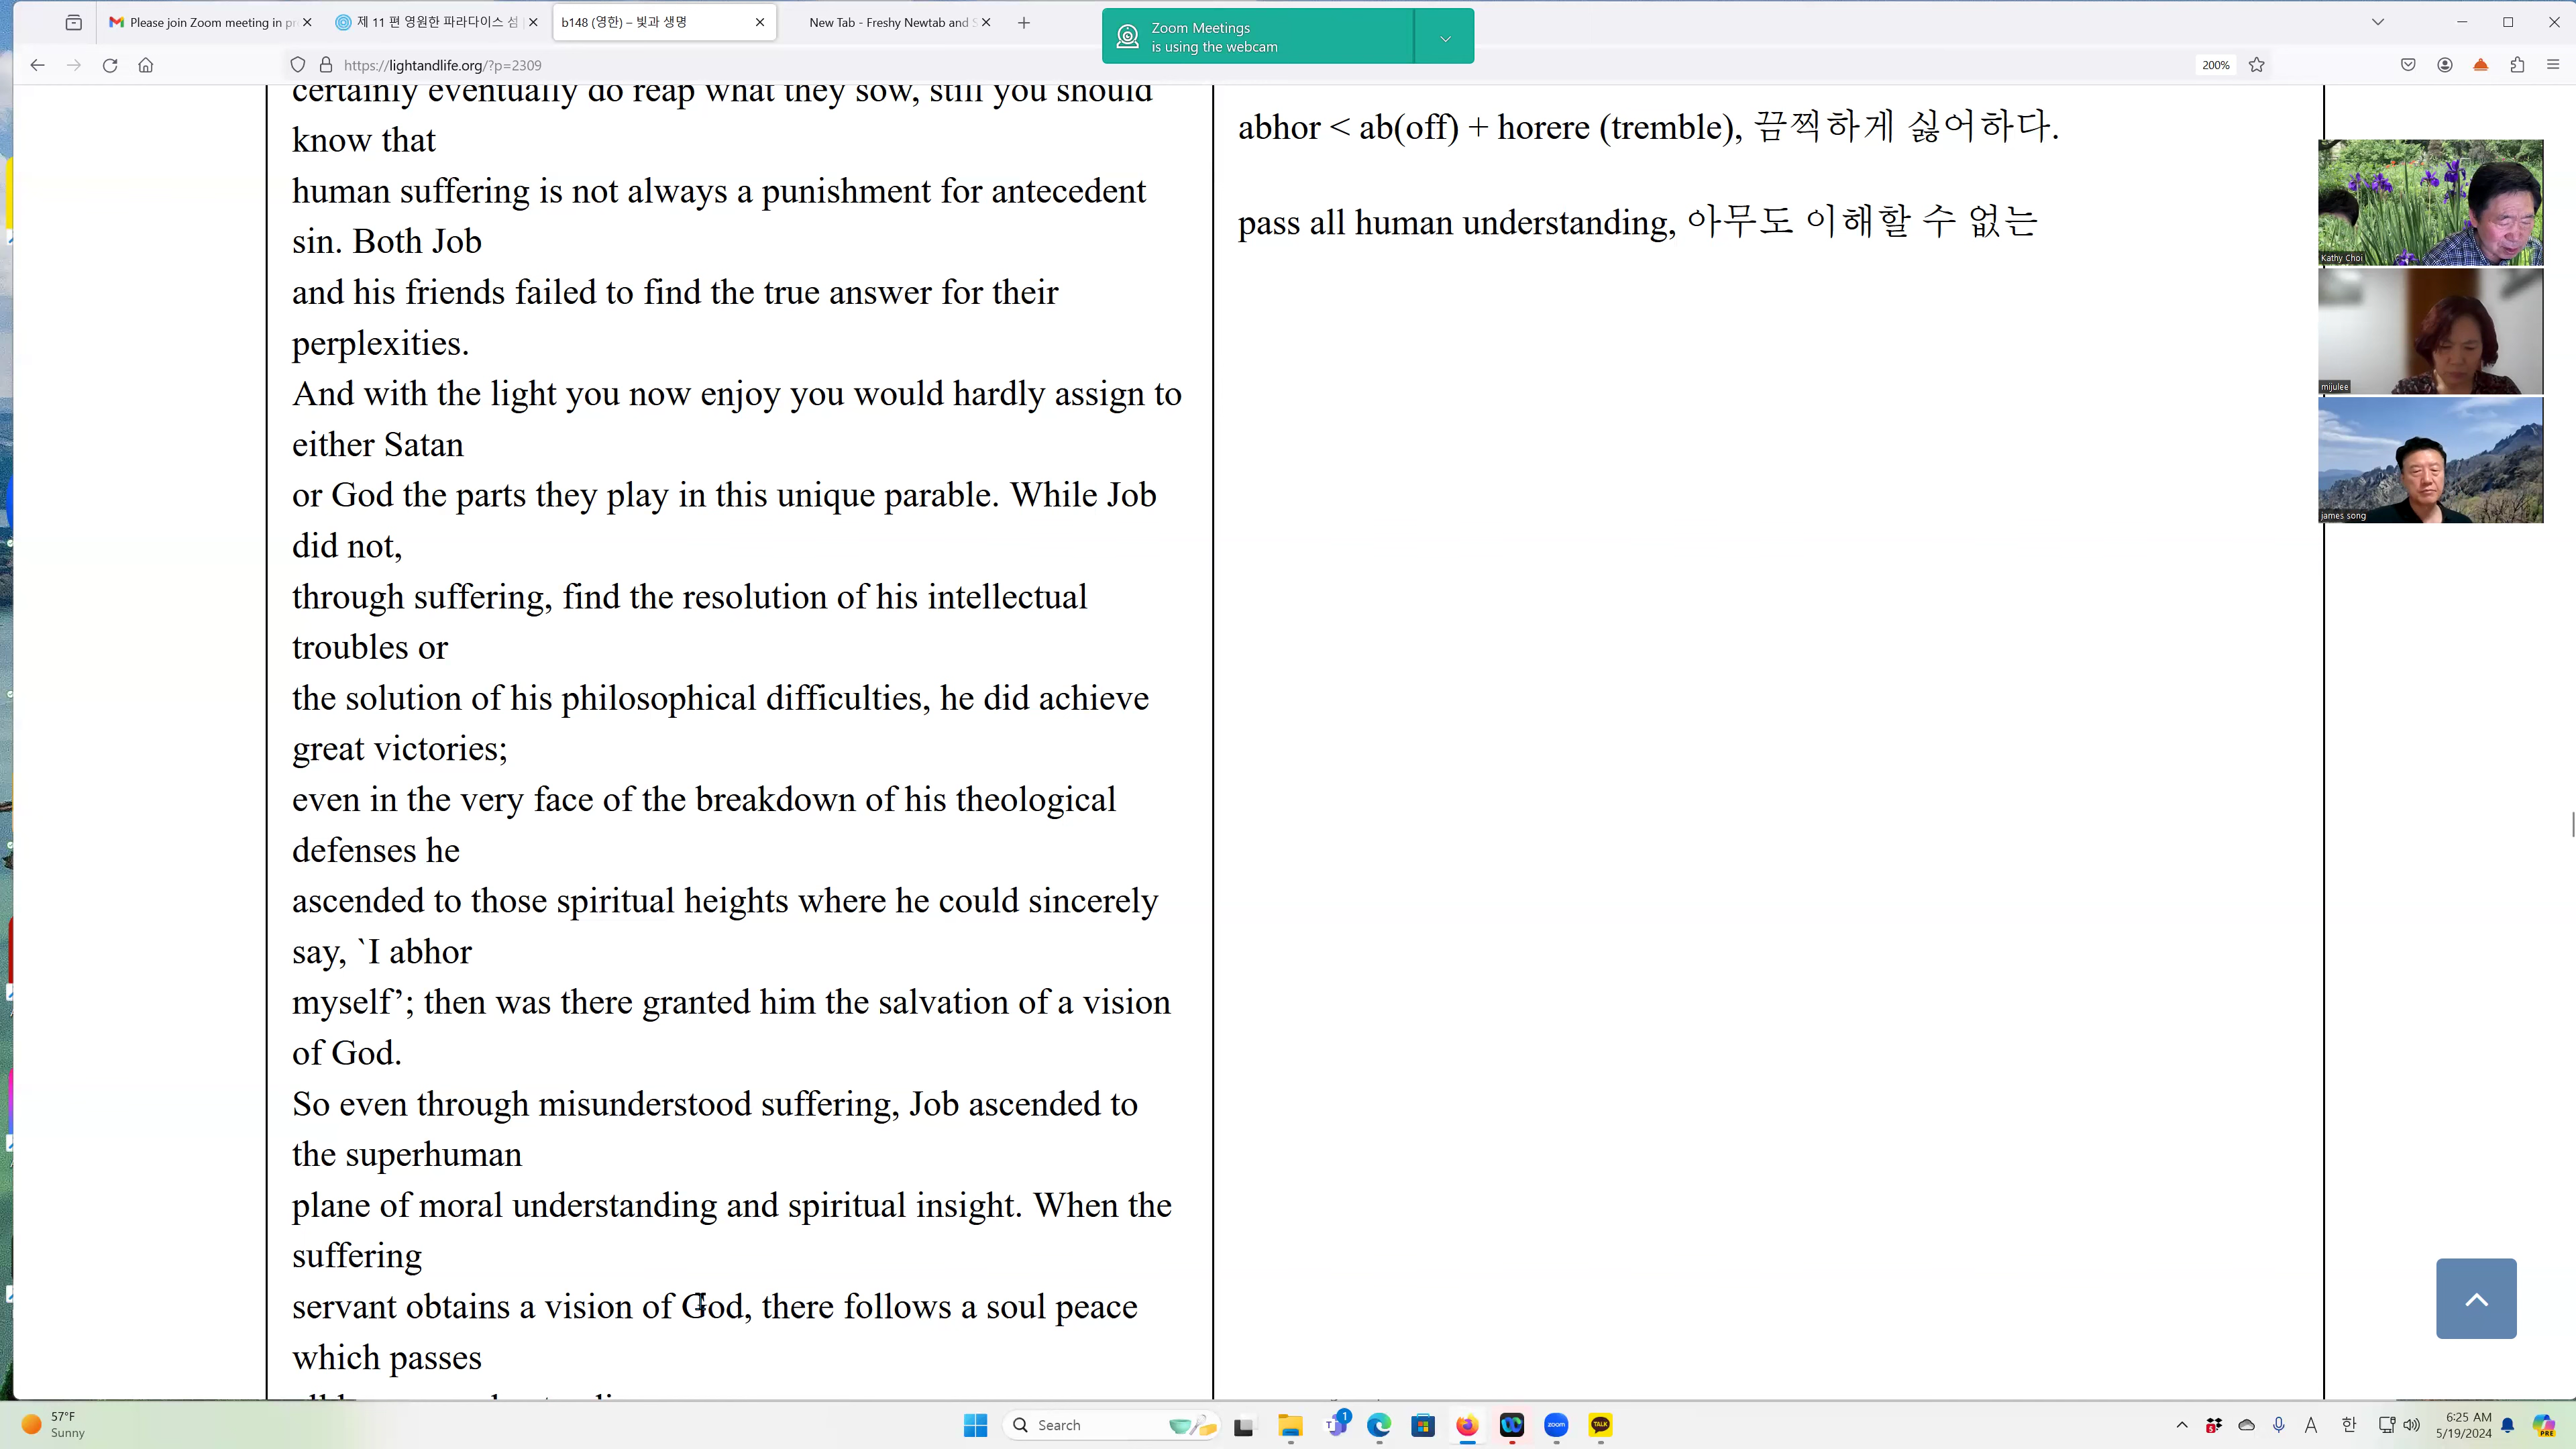 Please join Zoom meeting in pr
제 11 편 영원한 파라다이스 섬
b148 (영한) – 빛과 생명
New Tab - Freshy Newtab and S
Zoom Meetings
is using the webcam
https://lightandlife.org/?p=2309
200%
certainly eventually do reap what they sow, still you should
know that
human suffering is not always a punishment for antecedent
sin. Both Job
and his friends failed to find the true answer for their
perplexities.
And with the light you now enjoy you would hardly assign to
either Satan
or God the parts they play in this unique parable. While Job
did not,
through suffering, find the resolution of his intellectual
troubles or
the solution of his philosophical difficulties, he did achieve
great victories;
even in the very face of the breakdown of his theological
defenses he
ascended to those spiritual heights where he could sincerely
say, `I abhor
myself’; then was there granted him the salvation of a vision
of God.
So even through misunderstood suffering, Job ascended to
the superhuman
plane of moral understanding and spiritual insight. When the
suffering
servant obtains a vision of God, there follows a soul peace
which passes
abhor < ab(off) + horere (tremble), 끔찍하게 싫어하다.
pass all human understanding, 아무도 이해할 수 없는
Kathy Choi
mijulee
james song
57°F
Sunny
Search
1
zoom
TALK
A
한
6:25 AM
5/19/2024
PRE